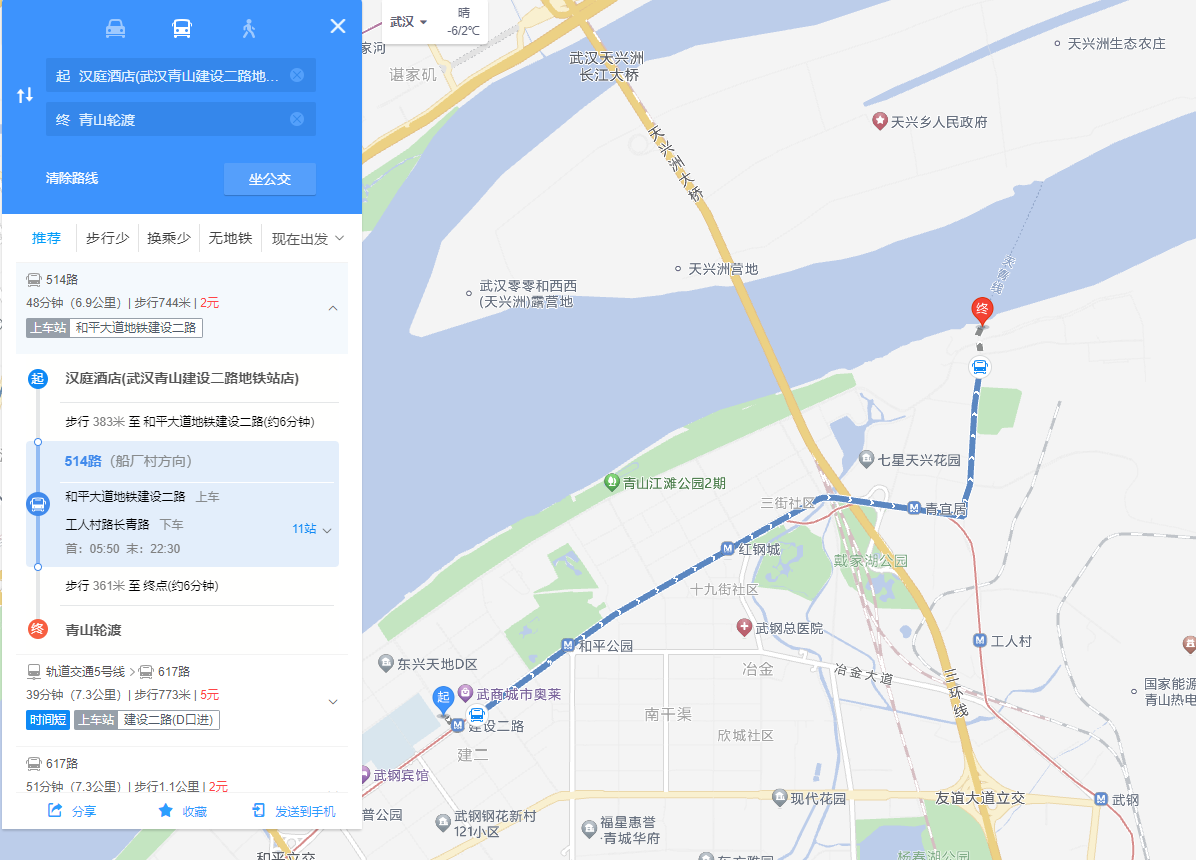 起 汉庭酒店(武汉青山建设二路地...
终 青山轮渡
清除路线
坐公交
推荐 步行少 换乘少 无地铁 现在出发
514路
48分钟（6.9公里）| 步行744米 | 2元
上车站 和平大道地铁建设二路
起 汉庭酒店(武汉青山建设二路地铁站店)
步行 383米 至 和平大道地铁建设二路(约6分钟)
514路（船厂村方向）
和平大道地铁建设二路 上车
工人村路长青路 下车
11站
首：05:50 末：22:30
步行 361米 至 终点(约6分钟)
终 青山轮渡
轨道交通5号线 > 617路
39分钟（7.3公里）| 步行773米 | 5元
时间短 上车站 建设二路(D口进)
617路
51分钟（7.3公里）| 步行1.1公里 | 2元
分享 收藏 发送到手机
武汉
晴
-6/2℃
家河
谌家矶
武汉天兴洲
长江大桥
天兴洲生态农庄
天兴乡人民政府
天兴洲大桥
天兴洲营地
武汉零零和西西
(天兴洲)露营地
终
七星天兴花园
青山江滩公园2期
三街社区
青宜居
红钢城
戴家湖公园
十九街社区
武钢总医院
工人村
和平公园
东兴天地D区
冶金
冶金大道
三环线
国家能源
青山热电
起
武商城市奥莱
建设二路
南干渠
欣城社区
建二
武钢宾馆
普公园
武钢钢花新村
121小区
福星惠誉
·青城华府
现代花园
友谊大道立交
武钢
和平立交
杨春湖公园